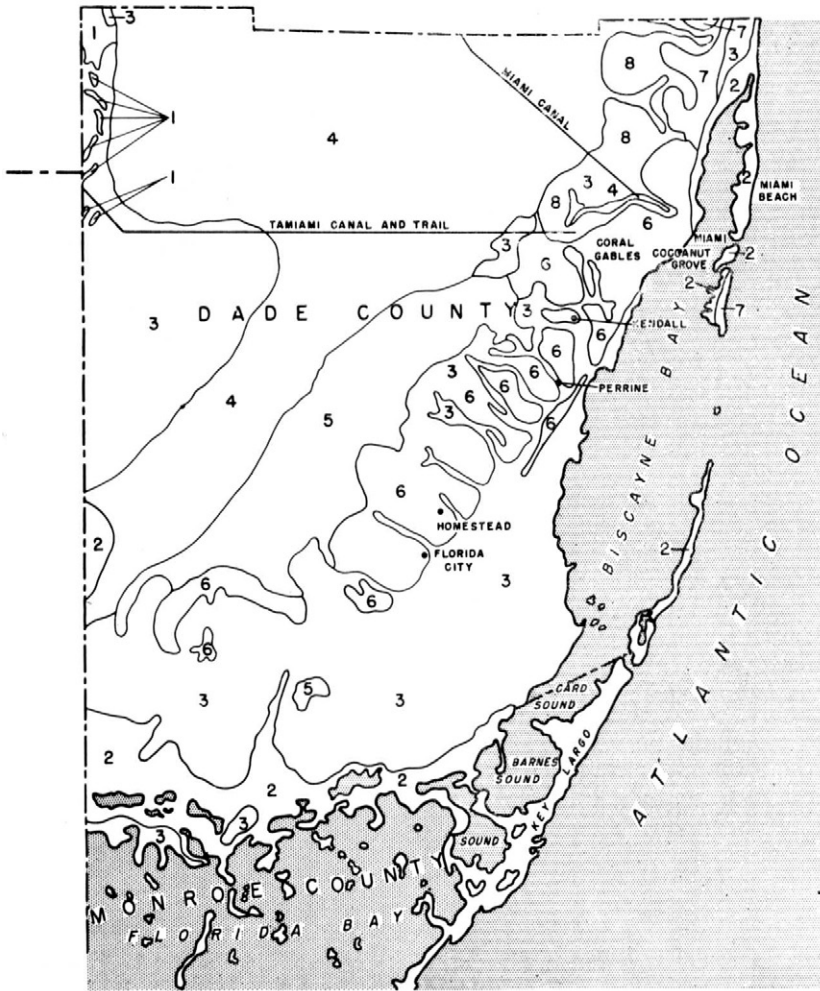 3
1
7
3
8
7
2
MIAMI CANAL
1
4
8
1
3
4
2
MIAMI
BEACH
8
TAMIAMI CANAL AND TRAIL
6
3
CORAL
GABLES
MIAMI
COCOANUT
GROVE
2
6
2
3
DADE COUNTY
3
7
KENDALL
6
6
3
6
6
PERRINE
4
5
6
3
6
6
HOMESTEAD
2
FLORIDA
CITY
3
2
6
6
BISCAYNE BAY
ATLANTIC OCEAN
6
3
5
3
CARD
SOUND
2
BARNES
SOUND
KEY LARGO
2
2
3
3
SOUND
MONROE COUNTY
FLORIDA BAY